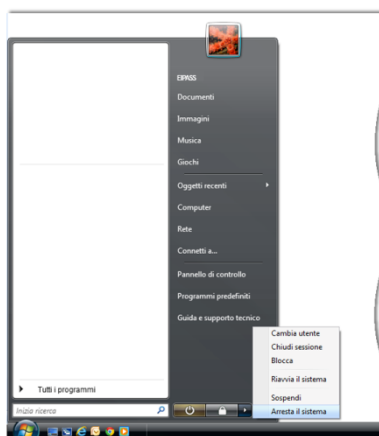 EIPASS
Documenti
Immagini
Musica
Giochi
Oggetti recenti
Computer
Rete
Connetti a...
Pannello di controllo
Programmi predefiniti
Guida e supporto tecnico
Cambia utente
Chiudi sessione
Blocca
Riavvia il sistema
Sospendi
Arresta il sistema
Tutti i programmi
Inizia ricerca